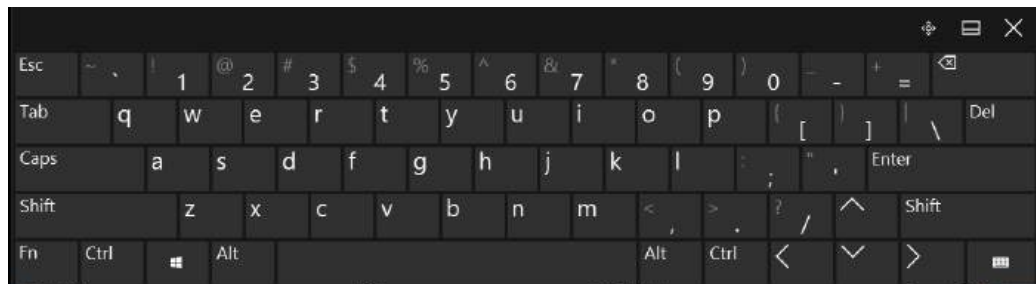 Esc ~ ` ! 1 @ 2 # 3 $ 4 % 5 ^ 6 & 7 * 8 ( 9 ) 0 _ - + =
Tab q w e r t y u i o p { [ } ] | \ Del
Caps a s d f g h j k l : ; " ' Enter
Shift z x c v b n m < , > . ? / Shift
Fn Ctrl Alt Alt Ctrl